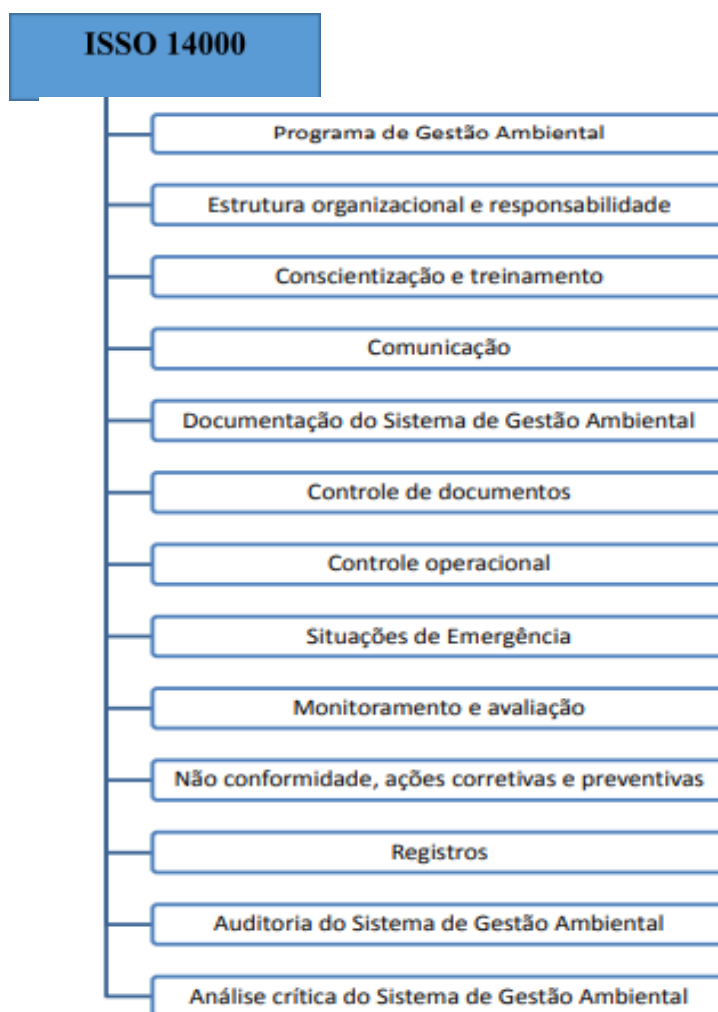 ISSO 14000
Programa de Gestão Ambiental
Estrutura organizacional e responsabilidade
Conscientização e treinamento
Comunicação
Documentação do Sistema de Gestão Ambiental
Controle de documentos
Controle operacional
Situações de Emergência
Monitoramento e avaliação
Não conformidade, ações corretivas e preventivas
Registros
Auditoria do Sistema de Gestão Ambiental
Análise crítica do Sistema de Gestão Ambiental